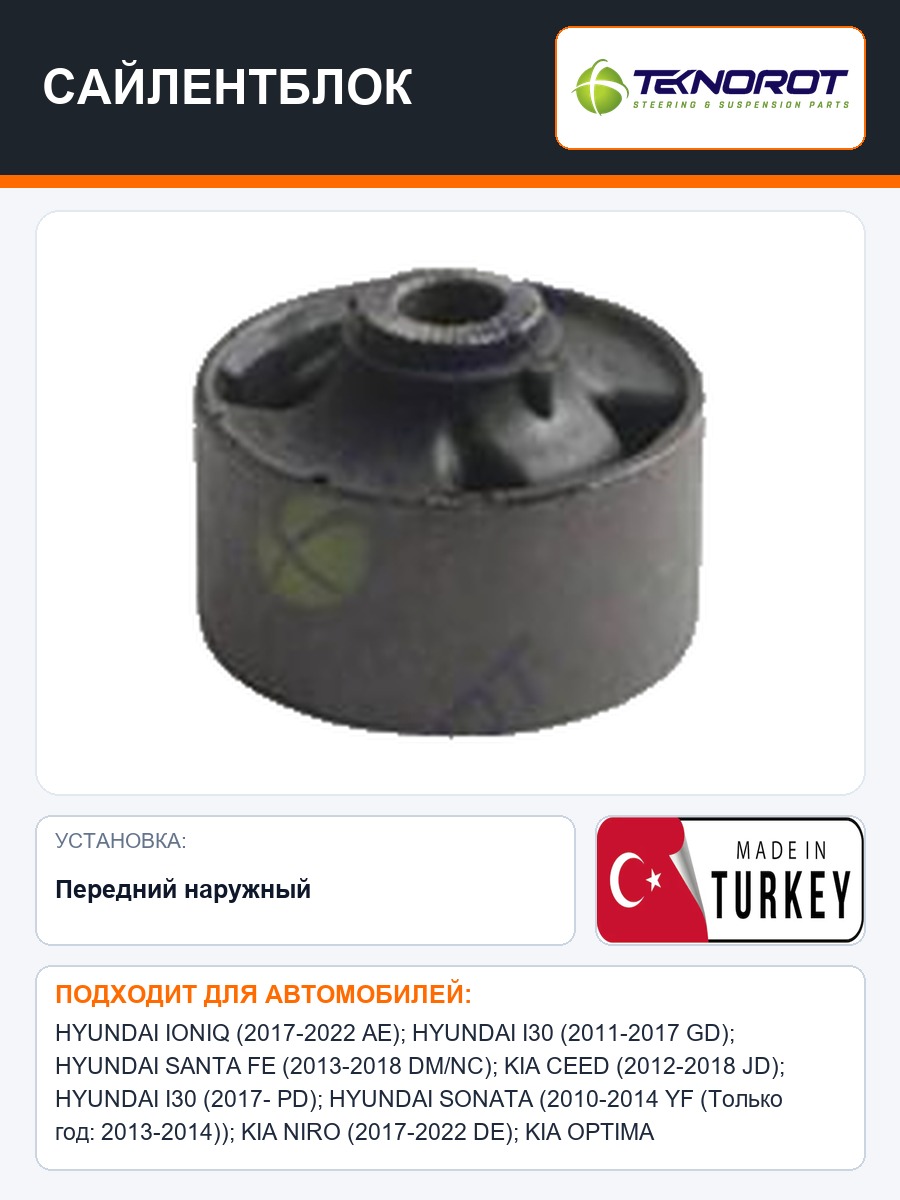 САЙЛЕНТБЛОК
TEKNOROT
STEERING & SUSPENSION PARTS
УСТАНОВКА:
Передний наружный
MADE IN
TURKEY
ПОДХОДИТ ДЛЯ АВТОМОБИЛЕЙ:
HYUNDAI IONIQ (2017-2022 AE); HYUNDAI I30 (2011-2017 GD);
HYUNDAI SANTA FE (2013-2018 DM/NC); KIA CEED (2012-2018 JD);
HYUNDAI I30 (2017- PD); HYUNDAI SONATA (2010-2014 YF (Только
год: 2013-2014)); KIA NIRO (2017-2022 DE); KIA OPTIMA